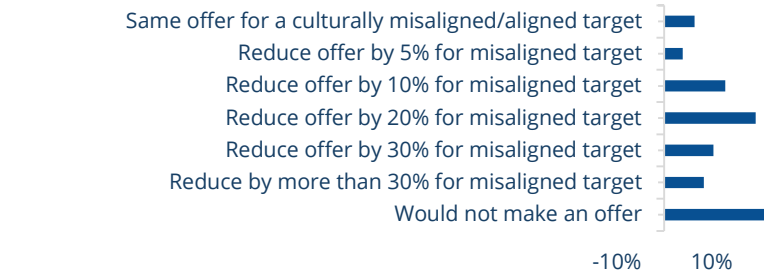 Same offer for a culturally misaligned/aligned target
Reduce offer by 5% for misaligned target
Reduce offer by 10% for misaligned target
Reduce offer by 20% for misaligned target
Reduce offer by 30% for misaligned target
Reduce by more than 30% for misaligned target
Would not make an offer
-10% 10%